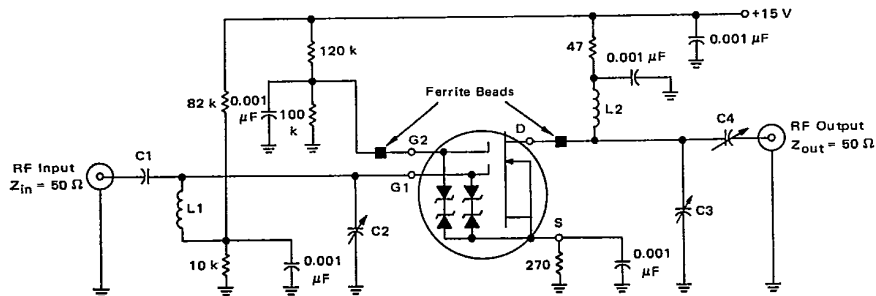 +15 V
120 k
47
0.001 μF
0.001 μF
82 k
0.001
μF
100
k
Ferrite Beads
L2
C4
RF Output
Z_out = 50 Ω
G2
D
RF Input
Z_in = 50 Ω
C1
G1
L1
C2
C3
S
10 k
0.001
μF
270
0.001
μF